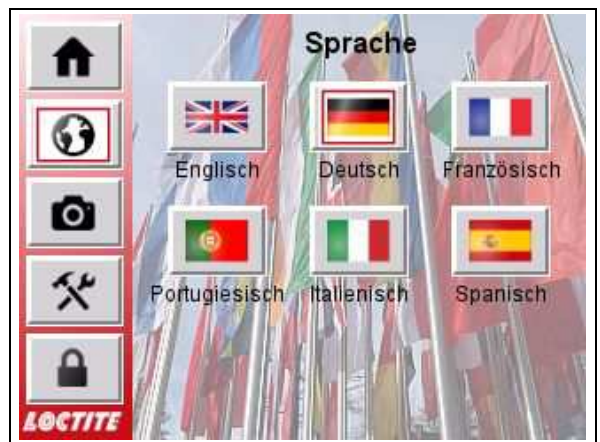 Sprache
Englisch Deutsch Französisch
Portugiesisch Italienisch Spanisch
LOCTITE